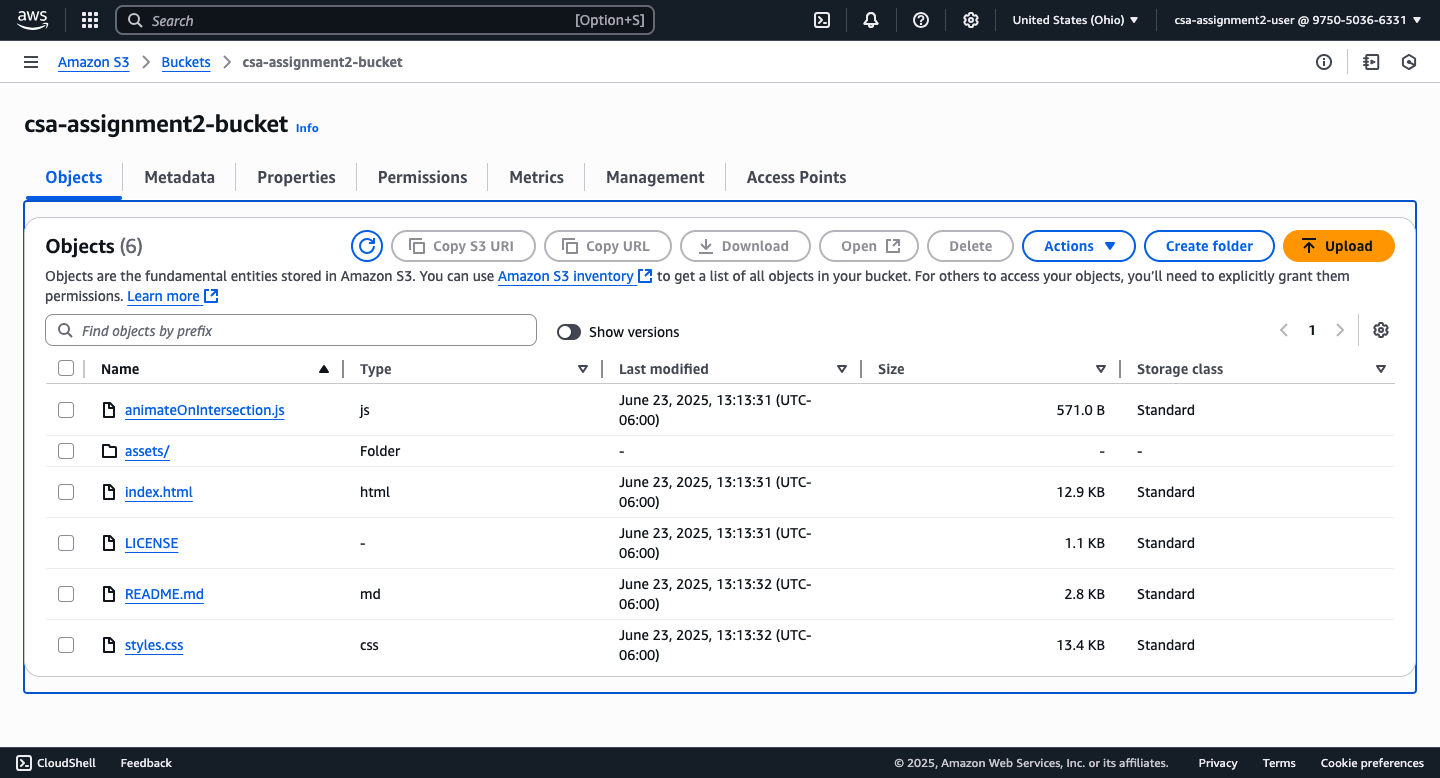 aws
Search [Option+S] United States (Ohio) csa-assignment2-user @ 9750-5036-6331
Amazon S3 Buckets csa-assignment2-bucket
csa-assignment2-bucket Info
Objects Metadata Properties Permissions Metrics Management Access Points
Objects (6) Copy S3 URI Copy URL Download Open Delete Actions Create folder Upload
Objects are the fundamental entities stored in Amazon S3. You can use Amazon S3 inventory to get a list of all objects in your bucket. For others to access your objects, you'll need to explicitly grant them
permissions. Learn more
Find objects by prefix Show versions 1
Name Type Last modified Size Storage class
animateOnIntersection.js js June 23, 2025, 13:13:31 (UTC-
06:00) 571.0 B Standard
assets/ Folder - - -
index.html html June 23, 2025, 13:13:31 (UTC-
06:00) 12.9 KB Standard
LICENSE - June 23, 2025, 13:13:31 (UTC-
06:00) 1.1 KB Standard
README.md md June 23, 2025, 13:13:32 (UTC-
06:00) 2.8 KB Standard
styles.css css June 23, 2025, 13:13:32 (UTC-
06:00) 13.4 KB Standard
CloudShell Feedback © 2025, Amazon Web Services, Inc. or its affiliates. Privacy Terms Cookie preferences